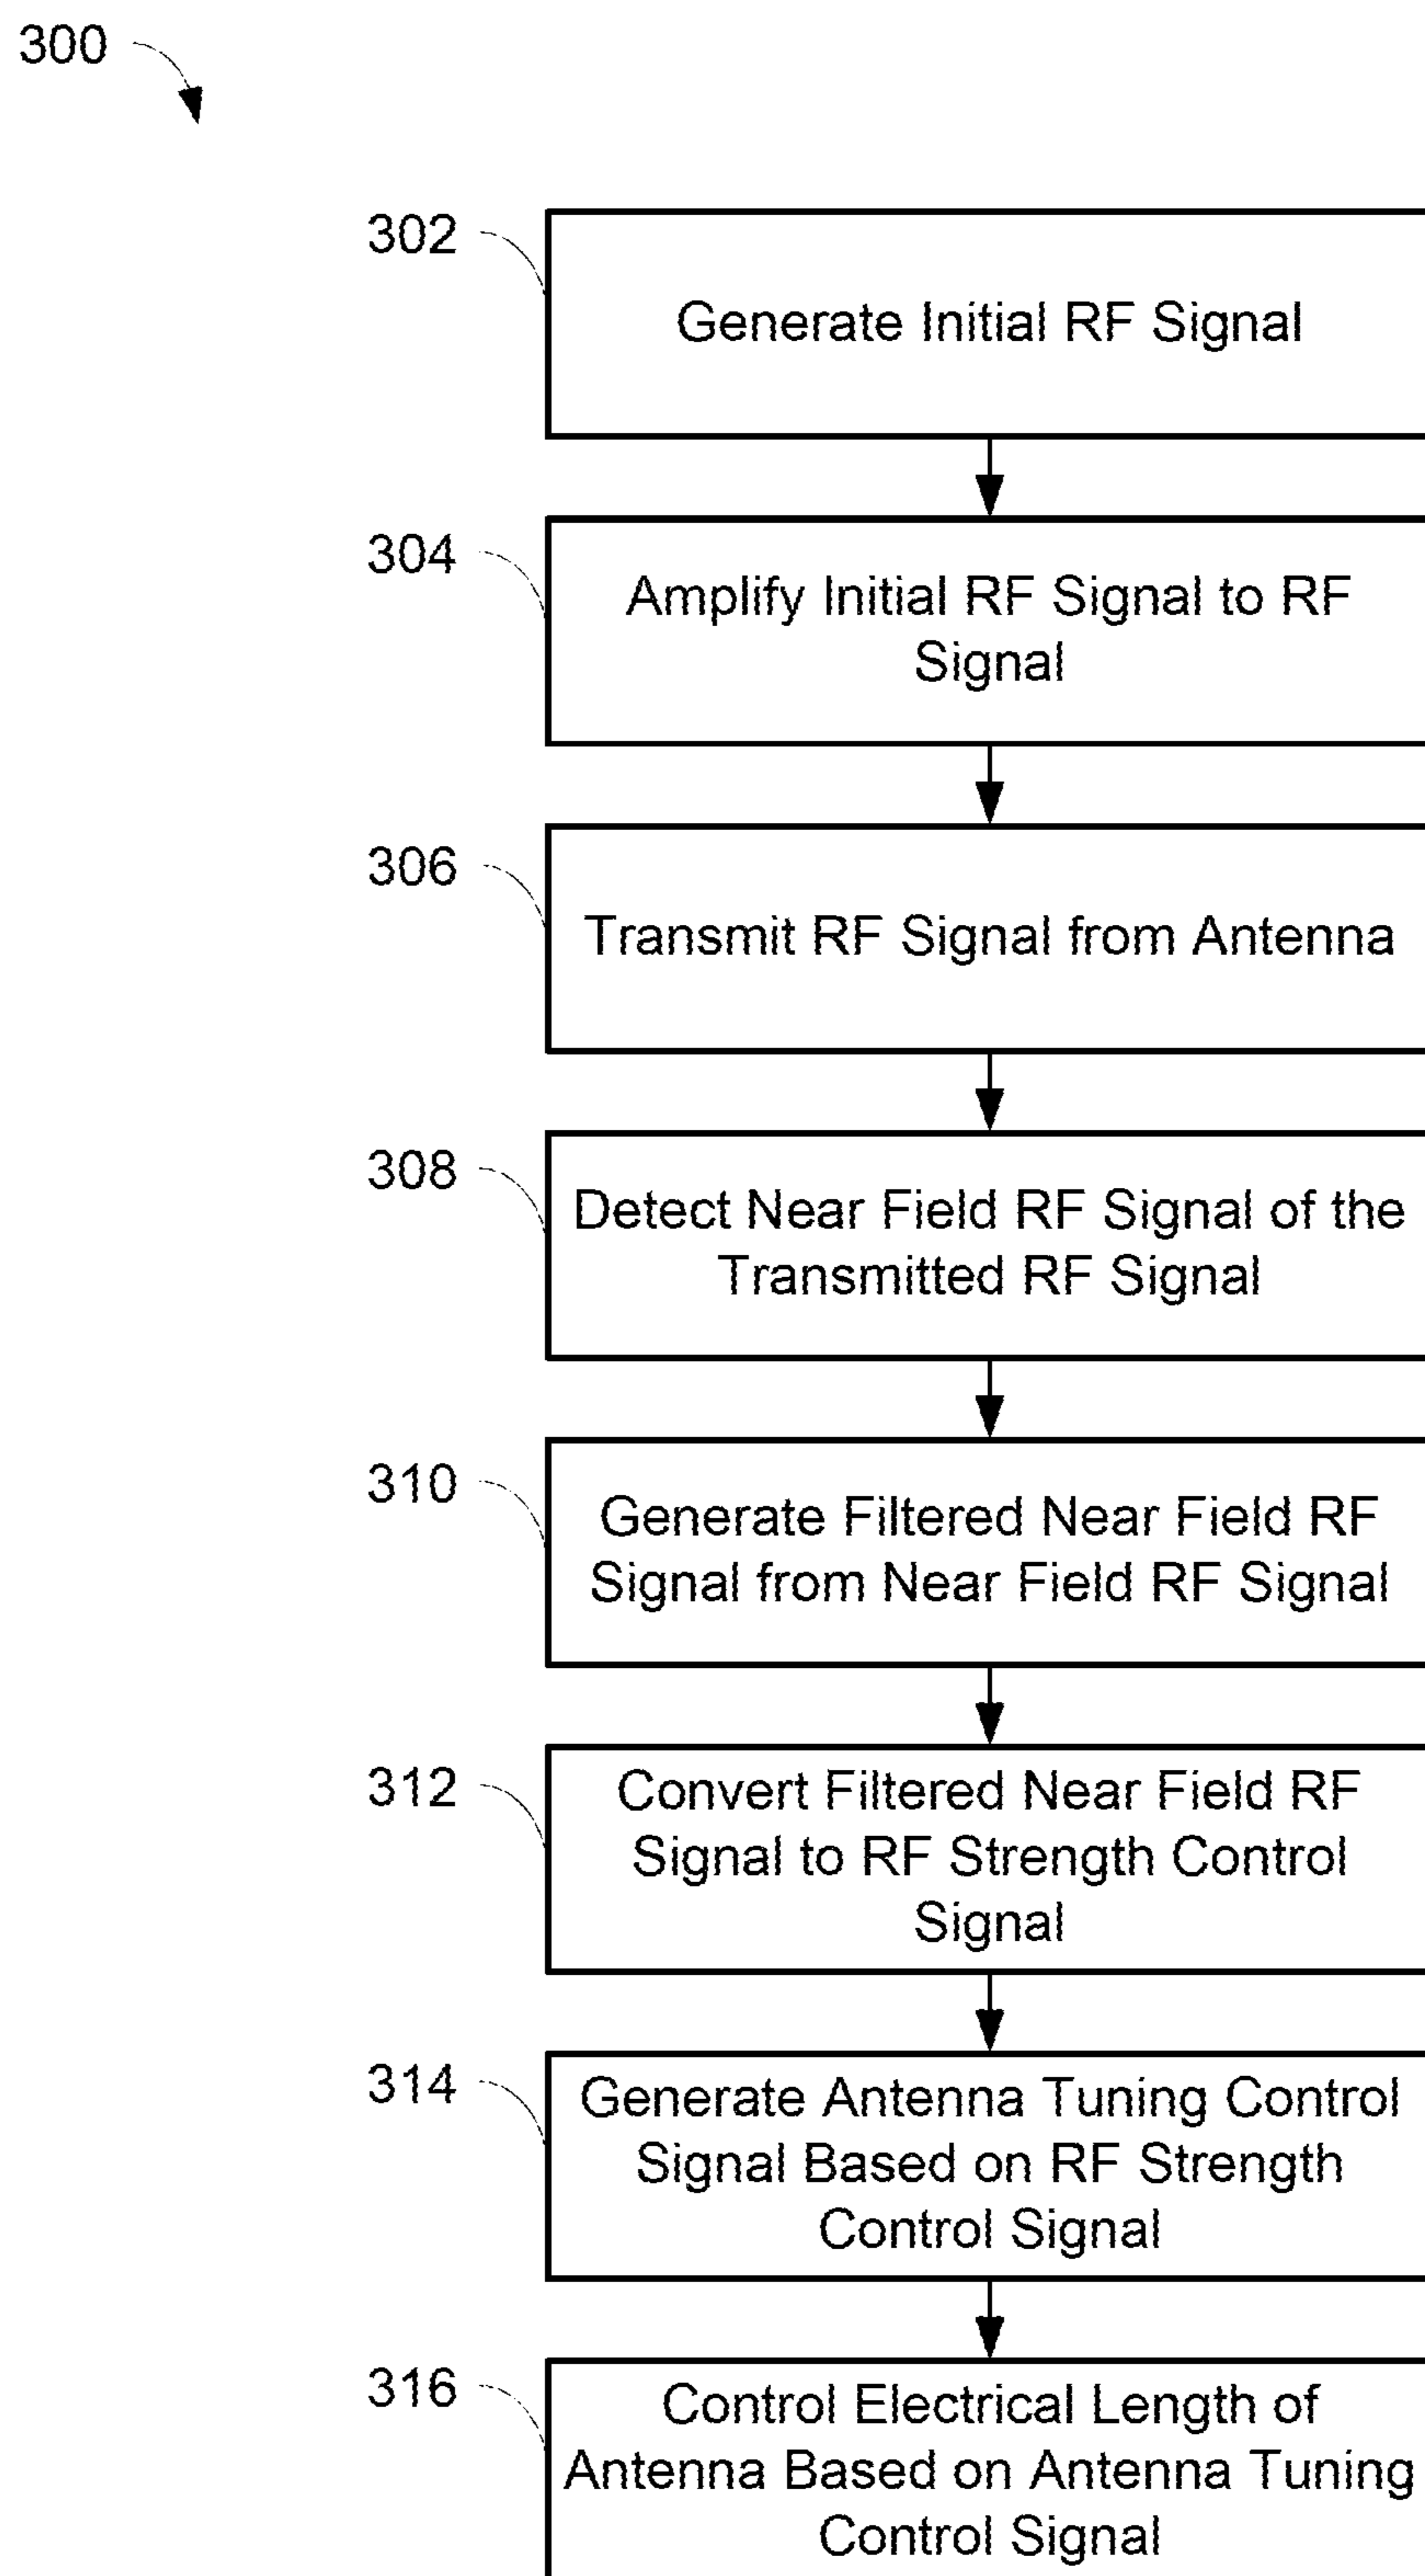 300
302
Generate Initial RF Signal
304
Amplify Initial RF Signal to RF
Signal
306
Transmit RF Signal from Antenna
308
Detect Near Field RF Signal of the
Transmitted RF Signal
310
Generate Filtered Near Field RF
Signal from Near Field RF Signal
312
Convert Filtered Near Field RF
Signal to RF Strength Control
Signal
314
Generate Antenna Tuning Control
Signal Based on RF Strength
Control Signal
316
Control Electrical Length of
Antenna Based on Antenna Tuning
Control Signal